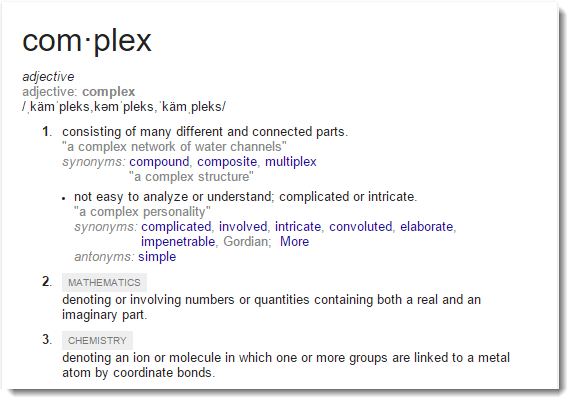 com·plex
adjective
adjective: complex
/ˌkämˈpleks,kəmˈpleks,ˈkämˌpleks/
1. consisting of many different and connected parts.
"a complex network of water channels"
synonyms: compound, composite, multiplex
"a complex structure"
• not easy to analyze or understand; complicated or intricate.
"a complex personality"
synonyms: complicated, involved, intricate, convoluted, elaborate,
impenetrable, Gordian; More
antonyms: simple
2. MATHEMATICS
denoting or involving numbers or quantities containing both a real and an
imaginary part.
3. CHEMISTRY
denoting an ion or molecule in which one or more groups are linked to a metal
atom by coordinate bonds.